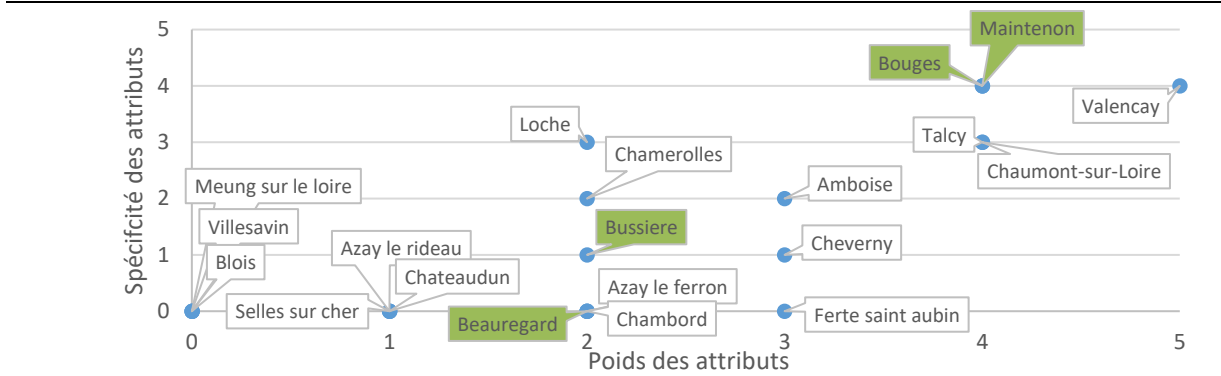 5
Maintenon
Bouges
4
Valencay
Loche
3
Talcy
Chamerolles
Chaumont-sur-Loire
Meung sur le loire
2
Amboise
Villesavin
Bussiere
Azay le rideau
Cheverny
1
Blois
Chateaudun
Azay le ferron
Selles sur cher
Beauregard
Chambord
Ferte saint aubin
0
0 1 2 3 4 5
Poids des attributs
Spécifcité des attributs